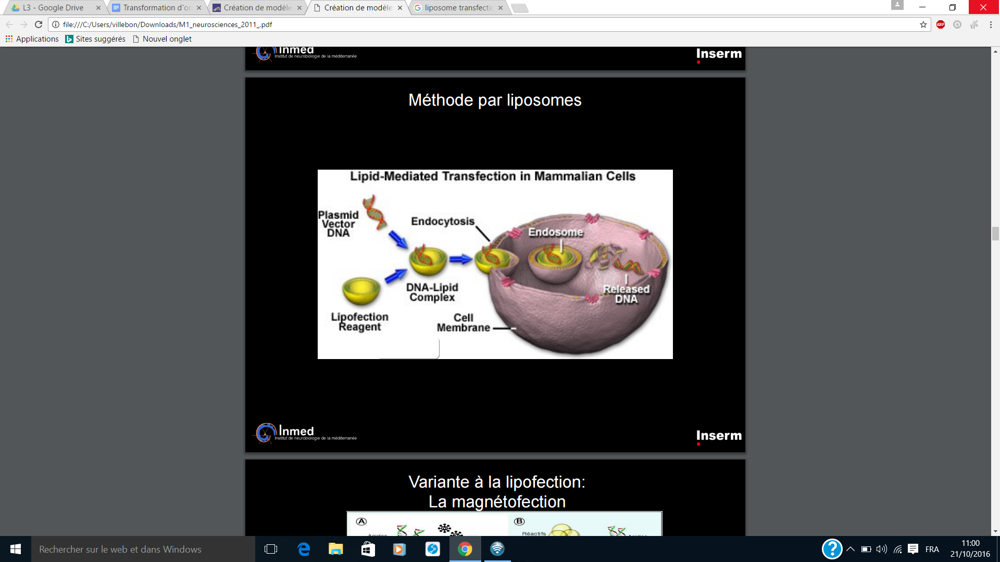 L3 - Google Drive
Transformation d'or
Création de modèle
Création de modèle
liposome transfectio
file:///C:/Users/villebon/Downloads/M1_neurosciences_2011_.pdf
ABP
Applications
Sites suggérés
Nouvel onglet
Inmed
Institut de neurobiologie de la méditerranée
Inserm
Méthode par liposomes
Lipid-Mediated Transfection in Mammalian Cells
Plasmid
Vector
DNA
Endocytosis
Endosome
DNA-Lipid
Complex
Released
DNA
Lipofection
Reagent
Cell
Membrane
Inmed
Institut de neurobiologie de la méditerranée
Inserm
Variante à la lipofection:
La magnétofection
A
B
Réactifs
Acides
Acides
Rechercher sur le web et dans Windows
FRA
11:00
21/10/2016